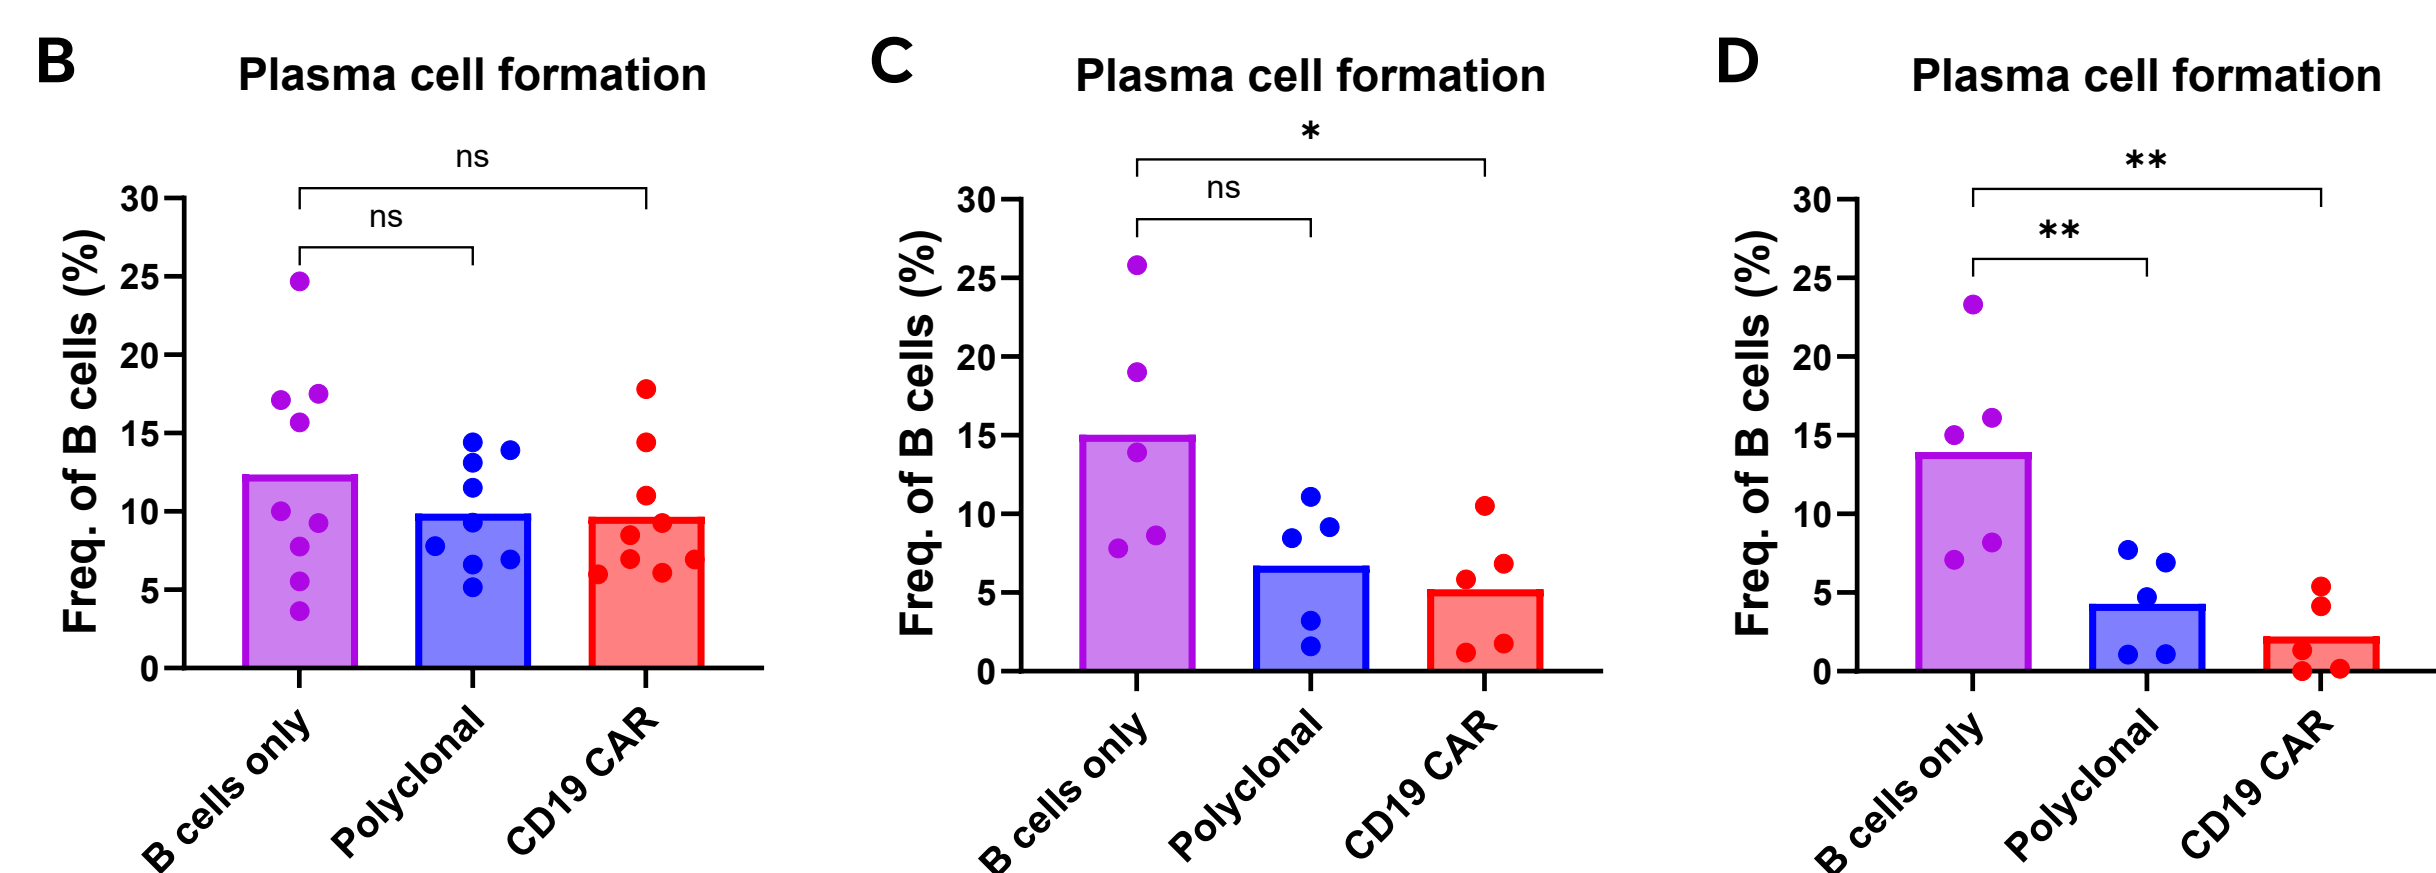 B
Plasma cell formation
ns
ns
Freq. of B cells (%)
30
25
20
15
10
5
0
B cells only
Polyclonal
CD19 CAR
C
Plasma cell formation
*
ns
Freq. of B cells (%)
30
25
20
15
10
5
0
B cells only
Polyclonal
CD19 CAR
D
Plasma cell formation
**
**
Freq. of B cells (%)
30
25
20
15
10
5
0
B cells only
Polyclonal
CD19 CAR